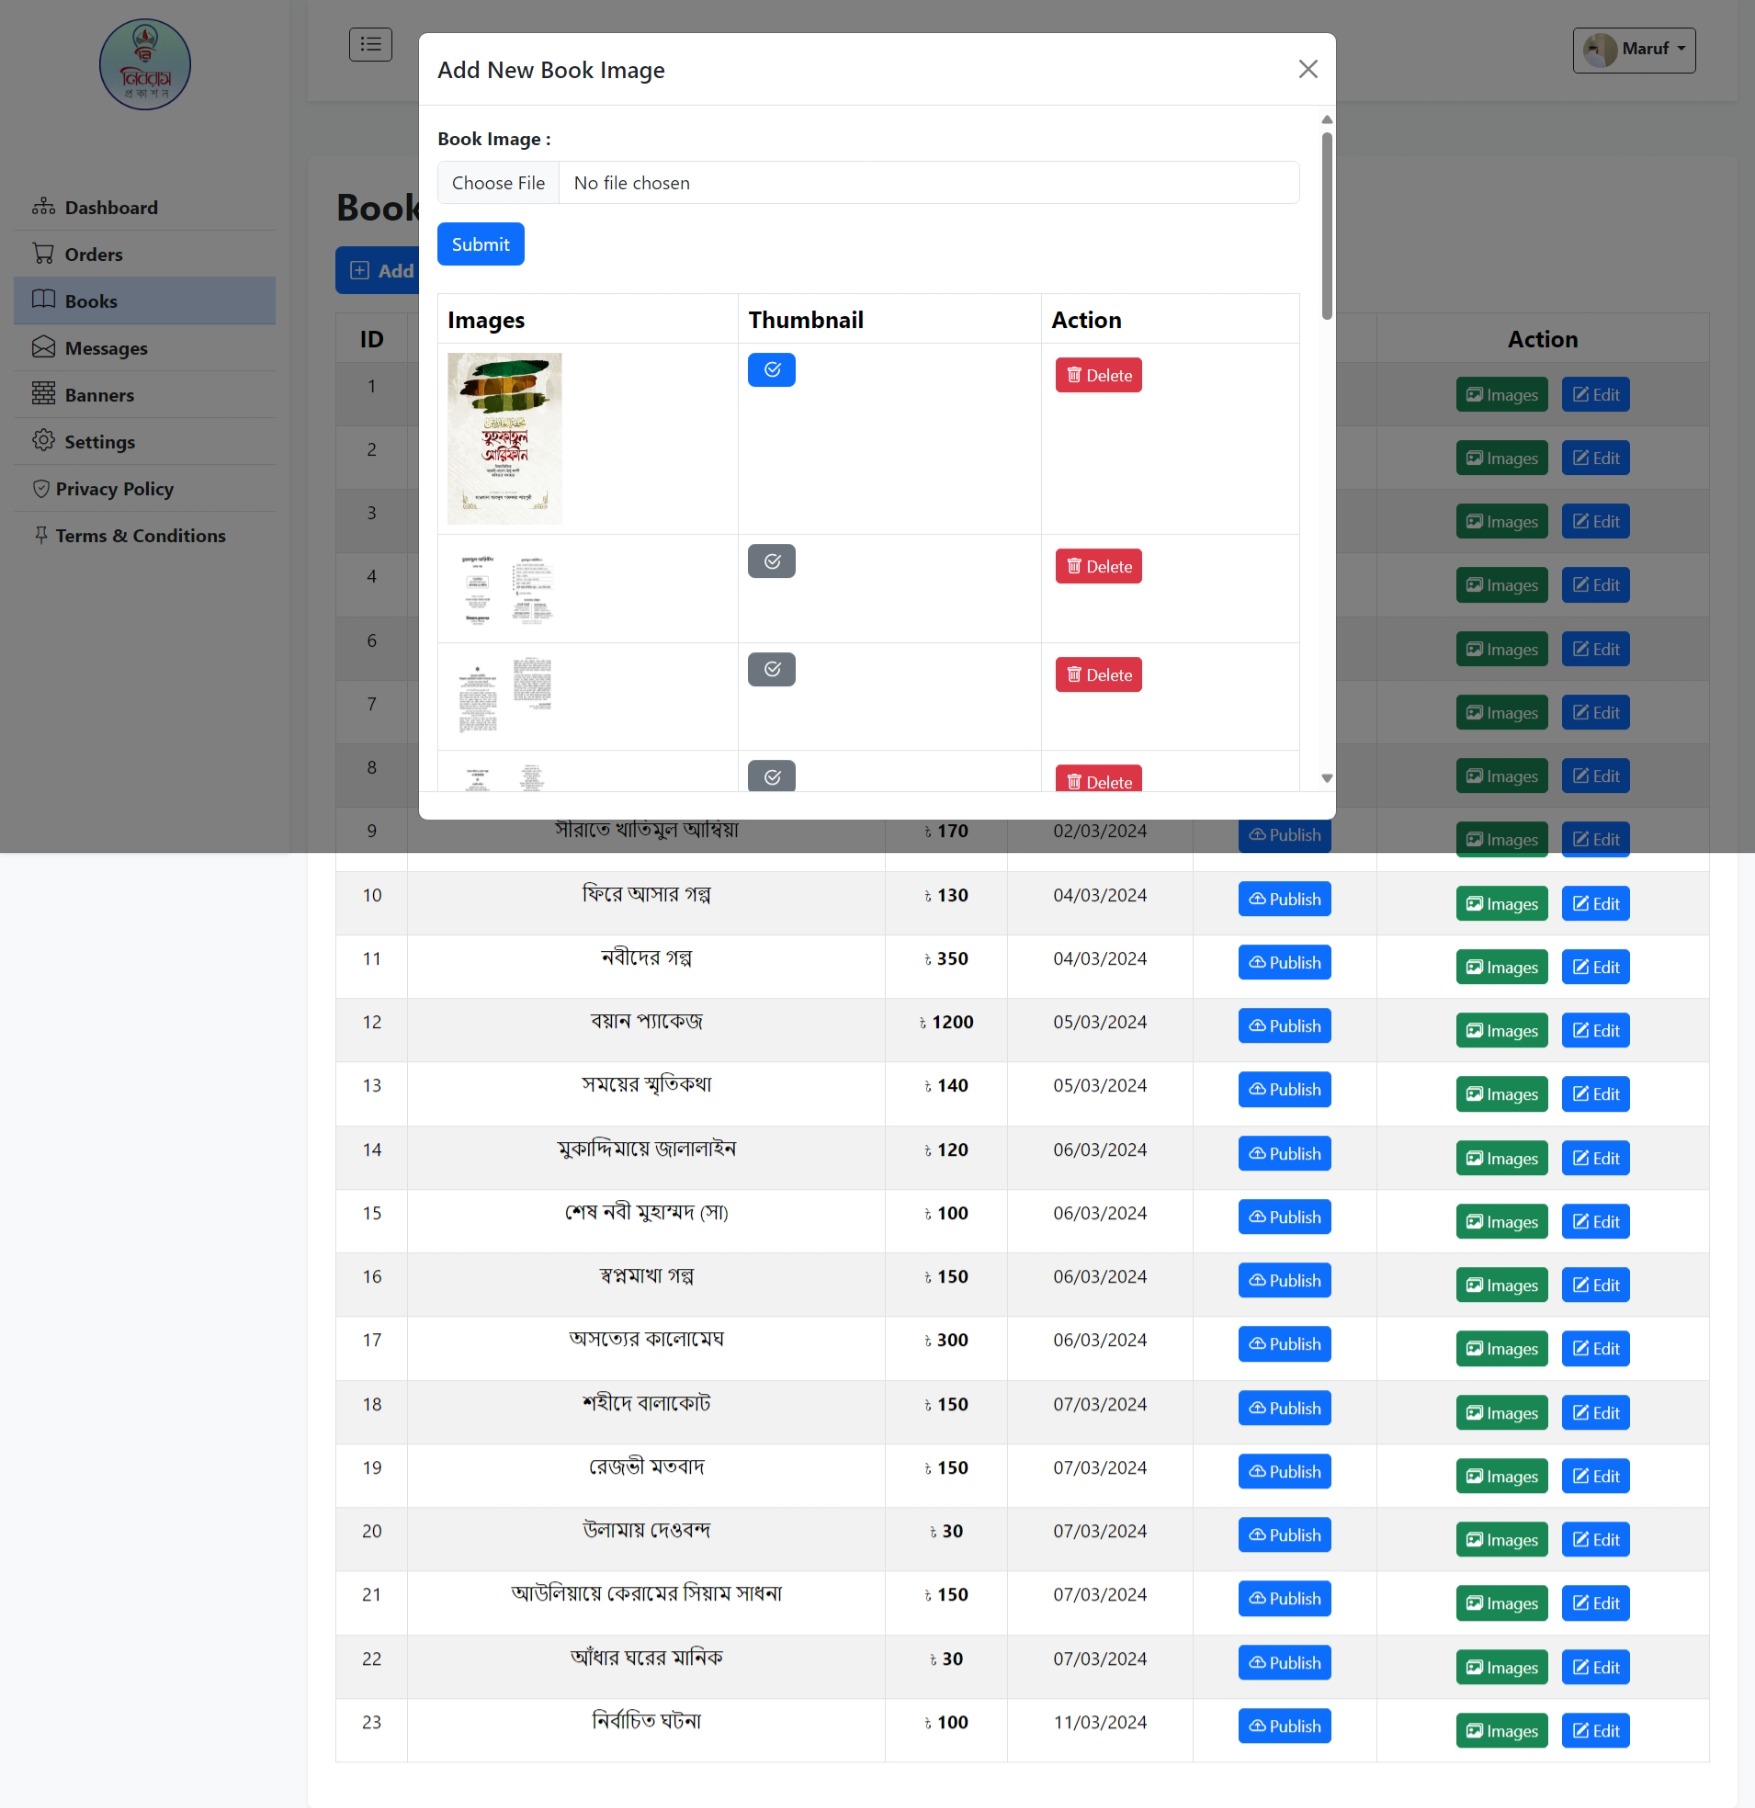 নিবরাস
প্রকাশন
Maruf
Dashboard
Orders
Books
Messages
Banners
Settings
Privacy Policy
Terms & Conditions
Add New Book Image
Book Image :
Choose File No file chosen
Submit
Images Thumbnail Action
তুহফাতুল
আরিফীন
Delete
Delete
Delete
Delete
Book
Add
ID Action
1 Images Edit
2 Images Edit
3 Images Edit
4 Images Edit
6 Images Edit
7 Images Edit
8 Images Edit
9 সীরাতে খাতিমুল আম্বিয়া ৳ 170 02/03/2024 Publish Images Edit
10 ফিরে আসার গল্প ৳ 130 04/03/2024 Publish Images Edit
11 নবীদের গল্প ৳ 350 04/03/2024 Publish Images Edit
12 বয়ান প্যাকেজ ৳ 1200 05/03/2024 Publish Images Edit
13 সময়ের স্মৃতিকথা ৳ 140 05/03/2024 Publish Images Edit
14 মুকাদ্দিমায়ে জালালাইন ৳ 120 06/03/2024 Publish Images Edit
15 শেষ নবী মুহাম্মদ (সা) ৳ 100 06/03/2024 Publish Images Edit
16 স্বপ্নমাখা গল্প ৳ 150 06/03/2024 Publish Images Edit
17 অসত্যের কালোমেঘ ৳ 300 06/03/2024 Publish Images Edit
18 শহীদে বালাকোট ৳ 150 07/03/2024 Publish Images Edit
19 রেজভী মতবাদ ৳ 150 07/03/2024 Publish Images Edit
20 উলামায় দেওবন্দ ৳ 30 07/03/2024 Publish Images Edit
21 আউলিয়ায়ে কেরামের সিয়াম সাধনা ৳ 150 07/03/2024 Publish Images Edit
22 আঁধার ঘরের মানিক ৳ 30 07/03/2024 Publish Images Edit
23 নির্বাচিত ঘটনা ৳ 100 11/03/2024 Publish Images Edit